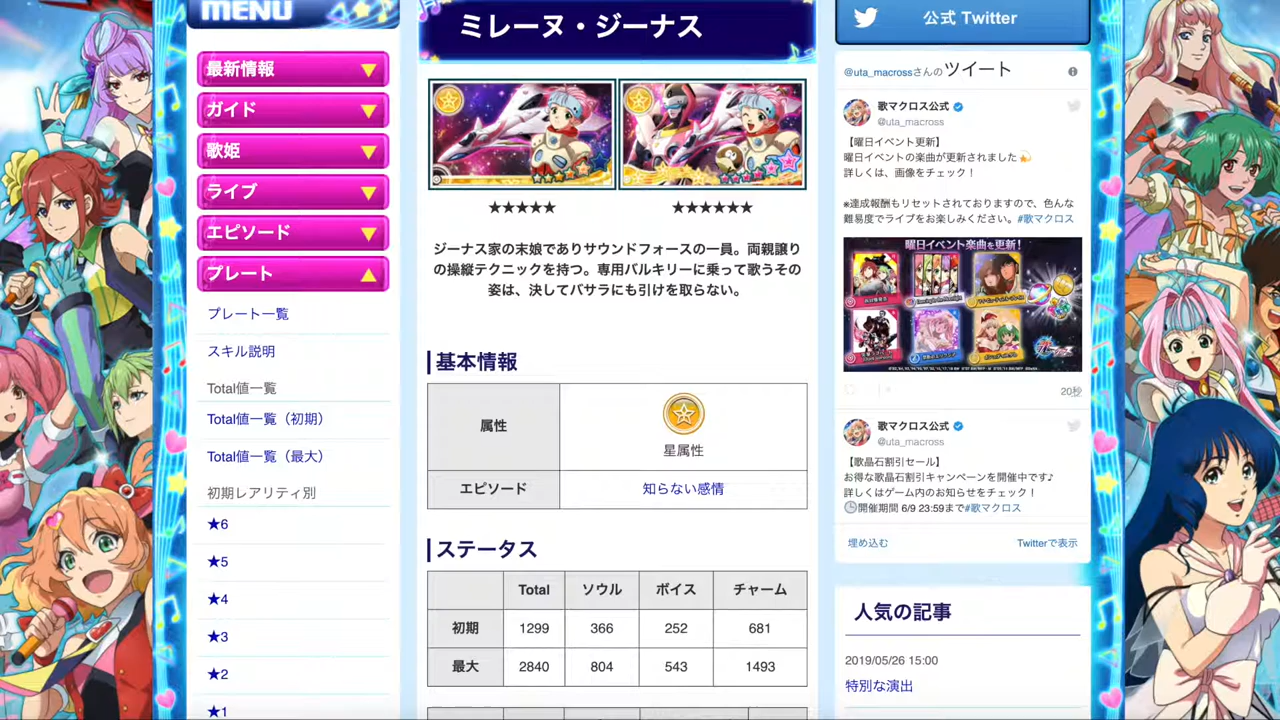 MENU
最新情報
ガイド
歌姫
ライブ
エピソード
プレート
プレート一覧
スキル説明
Total値一覧
Total値一覧（初期）
Total値一覧（最大）
初期レアリティ別
★6
★5
★4
★3
★2
★1
ミレーヌ・ジーナス
★★★★★
★★★★★★
ジーナス家の末娘でありサウンドフォースの一員。両親譲り
の操縦テクニックを持つ。専用バルキリーに乗って歌うその
姿は、決してバサラにも引けを取らない。
基本情報
属性
星属性
エピソード
知らない感情
ステータス
Total ソウル ボイス チャーム
初期 1299 366 252 681
最大 2840 804 543 1493
公式 Twitter
@uta_macrossさんのツイート
歌マクロス公式
@uta_macross
【曜日イベント更新】
曜日イベントの楽曲が更新されました
詳しくは、画像をチェック！
※達成報酬もリセットされておりますので、色んな
難易度でライブをお楽しみください。#歌マクロス
曜日イベント楽曲を更新!
20秒
歌マクロス公式
@uta_macross
【歌晶石割引セール】
お得な歌晶石割引キャンペーンを開催中です♪
詳しくはゲーム内のお知らせをチェック！
開催期間 6/9 23:59まで#歌マクロス
埋め込む
Twitterで表示
人気の記事
2019/05/26 15:00
特別な演出